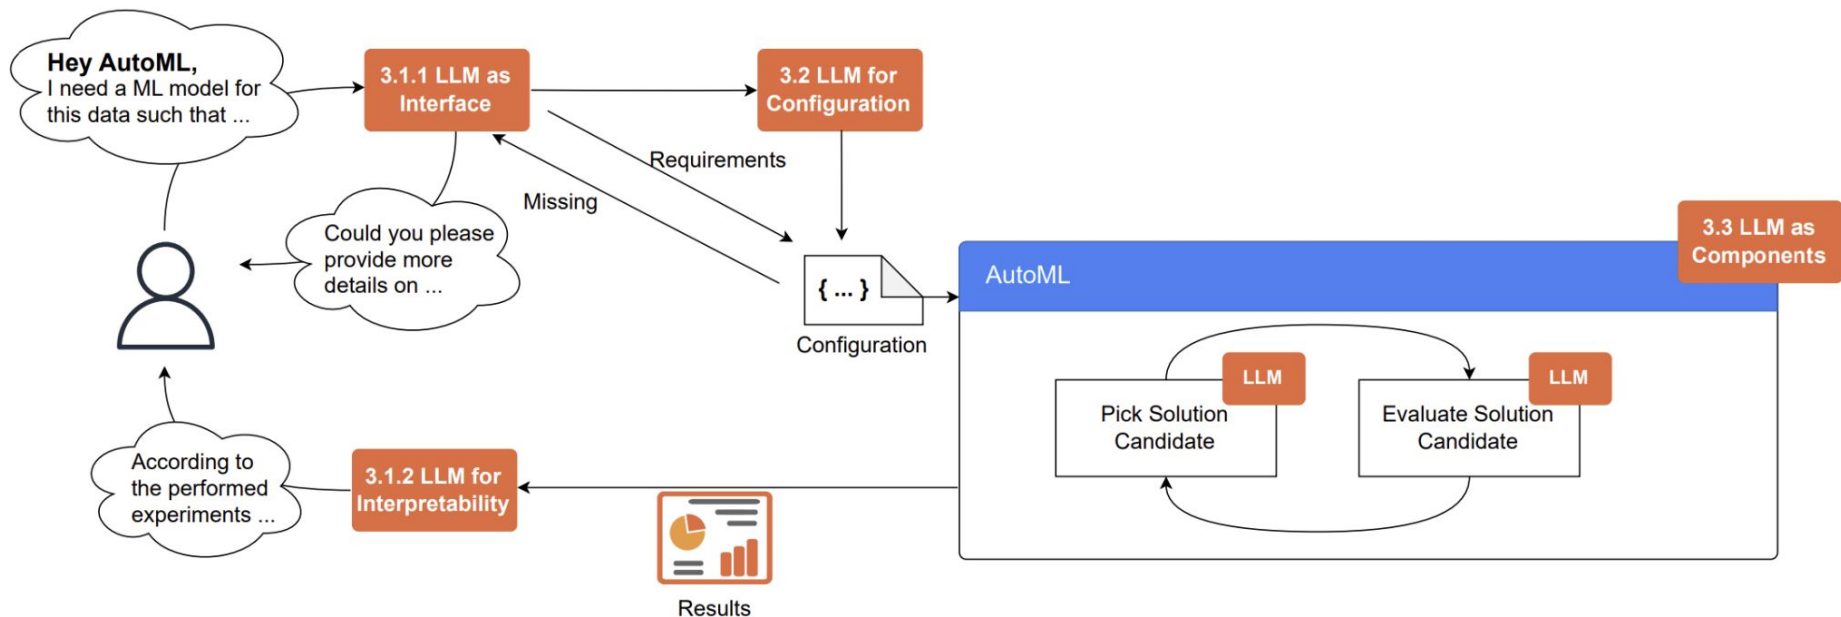 Hey AutoML,
I need a ML model for
this data such that ...
3.1.1 LLM as
Interface
3.2 LLM for
Configuration
Requirements
Missing
Could you please
provide more
details on ...
{ ... }
Configuration
3.3 LLM as
Components
AutoML
LLM
Pick Solution
Candidate
LLM
Evaluate Solution
Candidate
According to
the performed
experiments ...
3.1.2 LLM for
Interpretability
Results